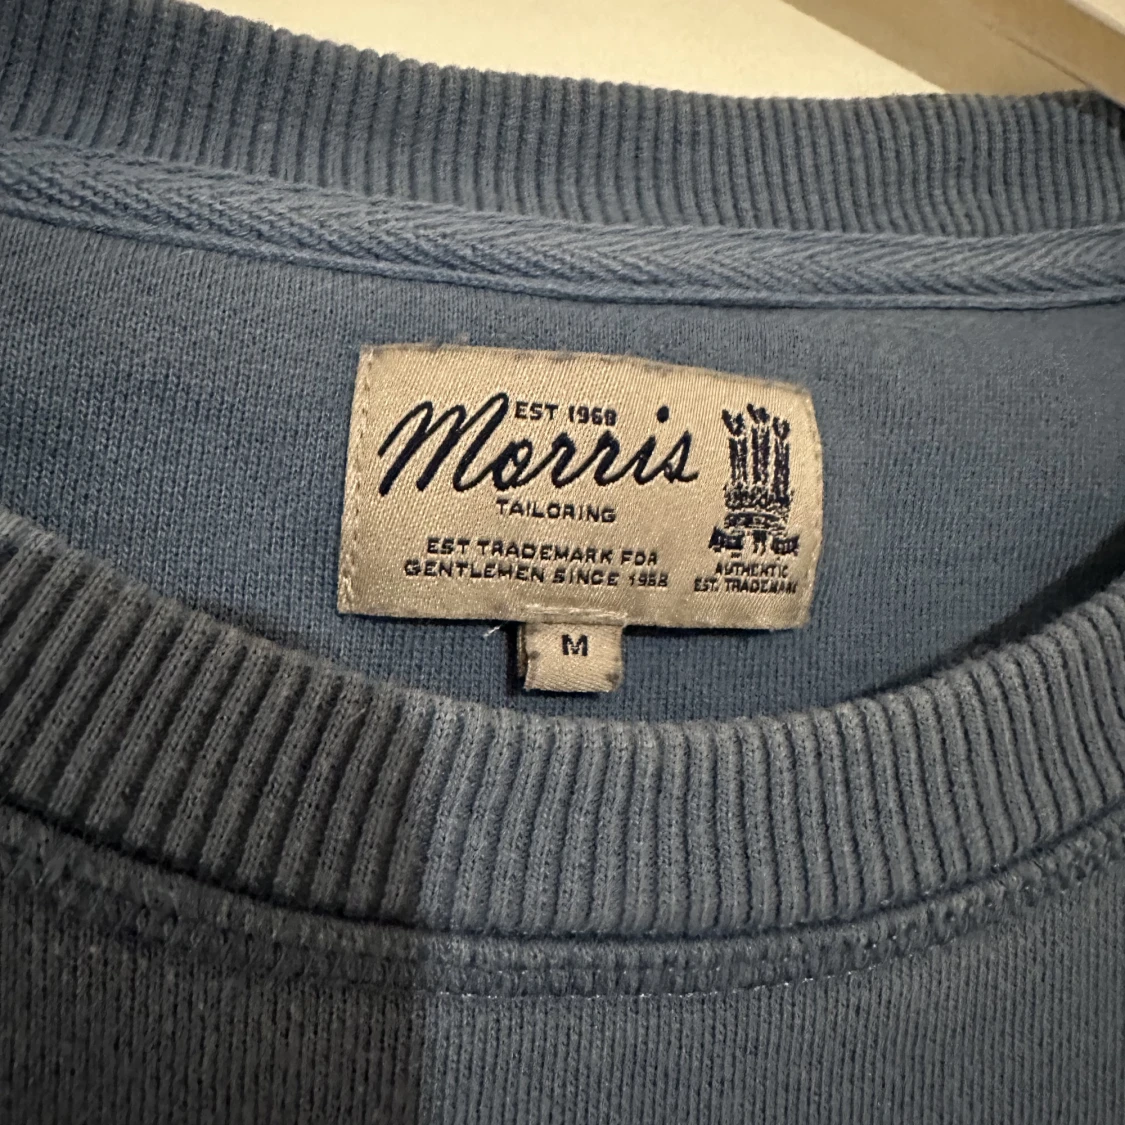 EST 1968
Morris
TAILORING
EST TRADEMARK FOR
GENTLEMEN SINCE 1968
AUTHENTIC
EST. TRADEMARK
M